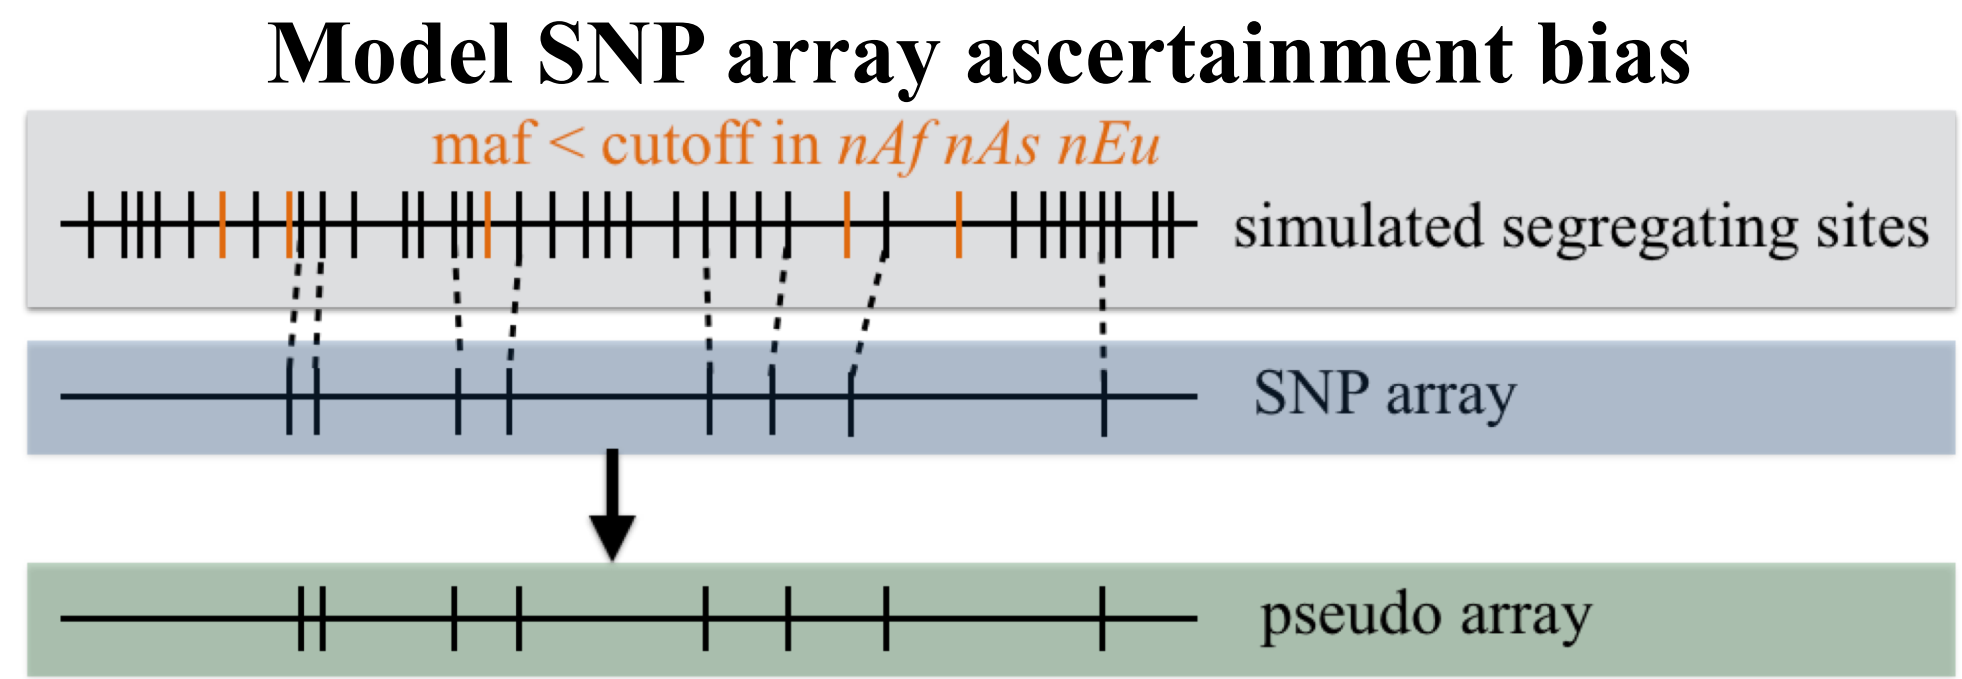 Model SNP array ascertainment bias
maf < cutoff in nAf nAs nEu
simulated segregating sites
SNP array
pseudo array